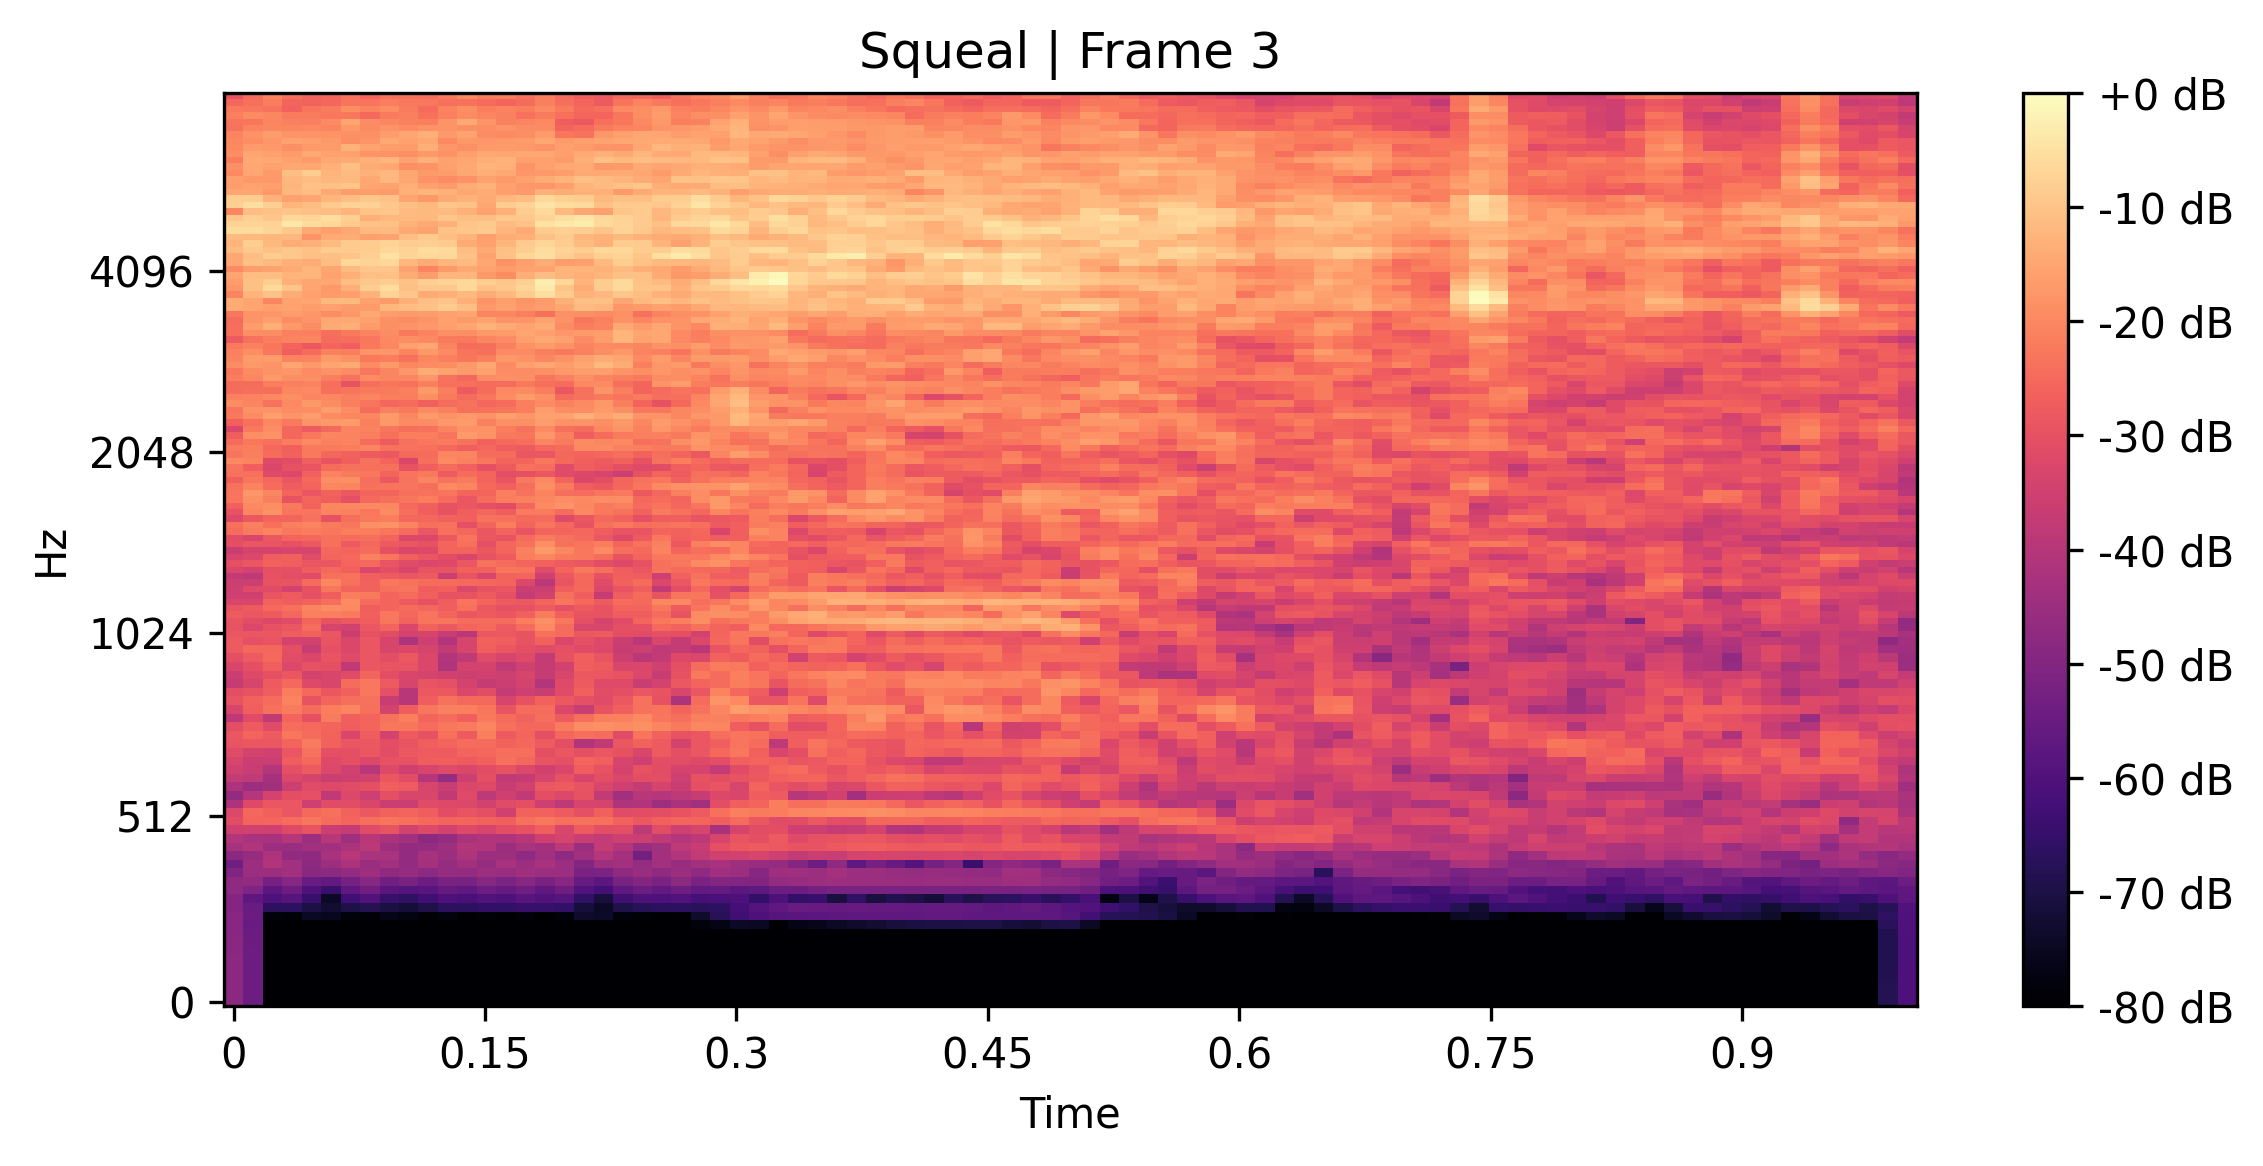 Squeal | Frame 3
+0 dB
-10 dB
-20 dB
-30 dB
-40 dB
-50 dB
-60 dB
-70 dB
-80 dB
Hz
4096
2048
1024
512
0
0 0.15 0.3 0.45 0.6 0.75 0.9
Time